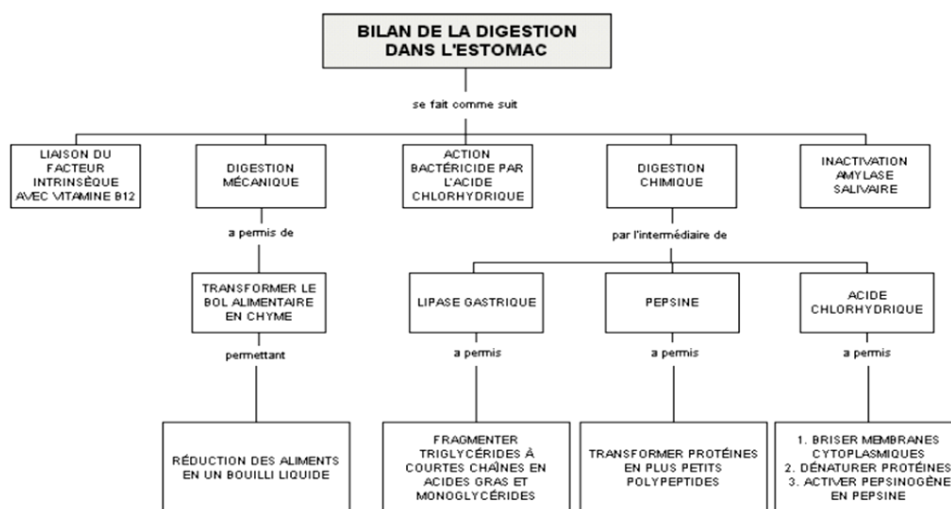 BILAN DE LA DIGESTION
DANS L'ESTOMAC
se fait comme suit
LIAISON DU
FACTEUR
INTRINSÈQUE
AVEC VITAMINE B12
DIGESTION
MÉCANIQUE
ACTION
BACTÉRICIDE PAR
L'ACIDE
CHLORHYDRIQUE
DIGESTION
CHIMIQUE
INACTIVATION
AMYLASE
SALIVAIRE
a permis de
par l'intermédiaire de
TRANSFORMER LE
BOL ALIMENTAIRE
EN CHYME
LIPASE GASTRIQUE
PEPSINE
ACIDE
CHLORHYDRIQUE
permettant
a permis
a permis
a permis
RÉDUCTION DES ALIMENTS
EN UN BOUILLI LIQUIDE
FRAGMENTER
TRIGLYCÉRIDES À
COURTES CHAÎNES EN
ACIDES GRAS ET
MONOGLYCÉRIDES
TRANSFORMER PROTÉINES
EN PLUS PETITS
POLYPEPTIDES
1. BRISER MEMBRANES
CYTOPLASMIQUES
2. DÉNATURER PROTÉINES
3. ACTIVER PEPSINOGÈNE
EN PEPSINE